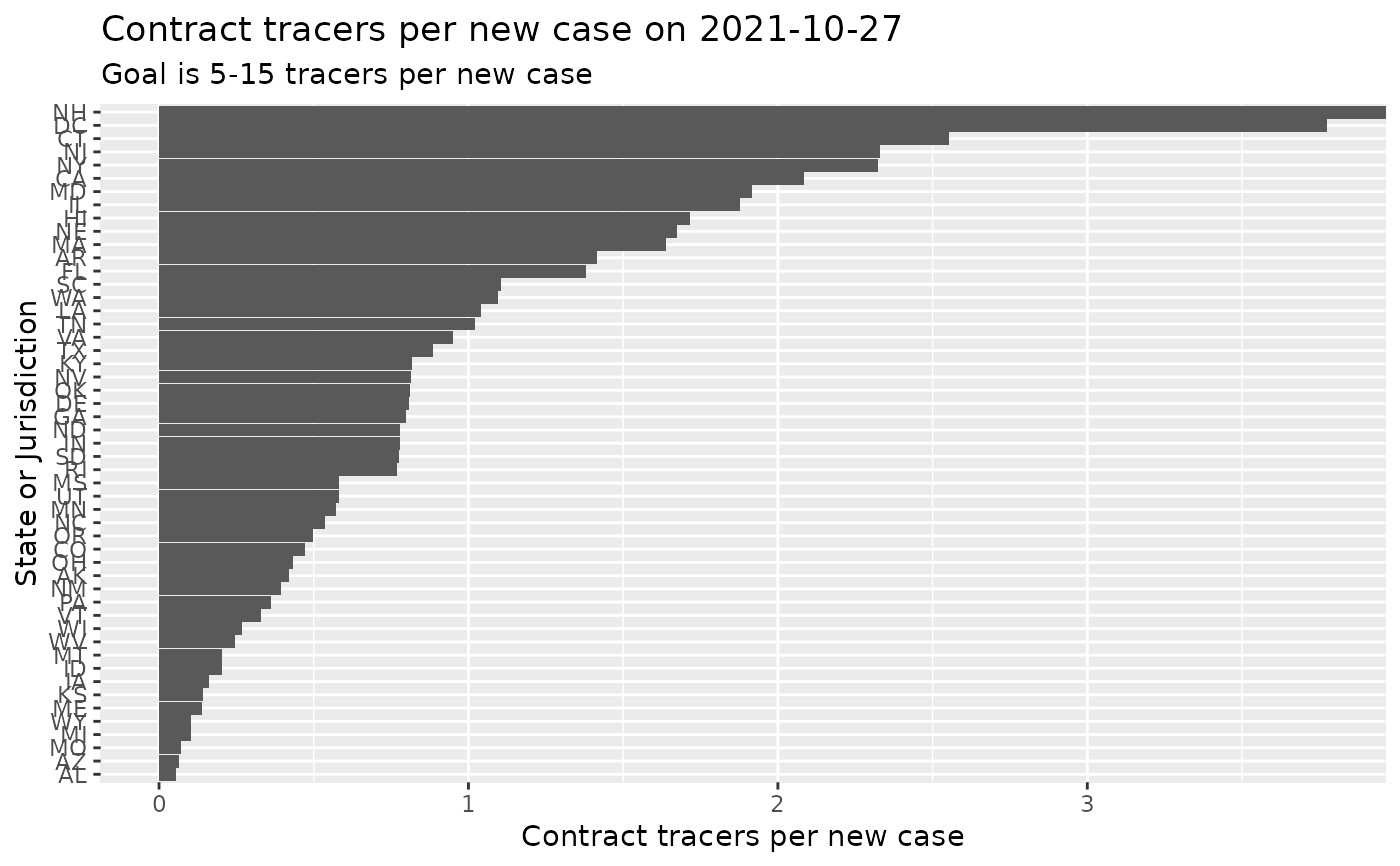 Contract tracers per new case on 2021-10-27
Goal is 5-15 tracers per new case
State or Jurisdiction
NH
DC
CT
NJ
NY
CA
MD
IL
HI
NE
MA
AR
FL
SC
WA
LA
TN
VA
TX
KY
NV
OK
DE
GA
ND
IN
SD
RI
MS
UT
MN
NC
OR
CO
OH
AK
NM
PA
VT
WI
WV
MT
ID
IA
KS
ME
WY
MI
MO
AZ
AL
0 1 2 3
Contract tracers per new case